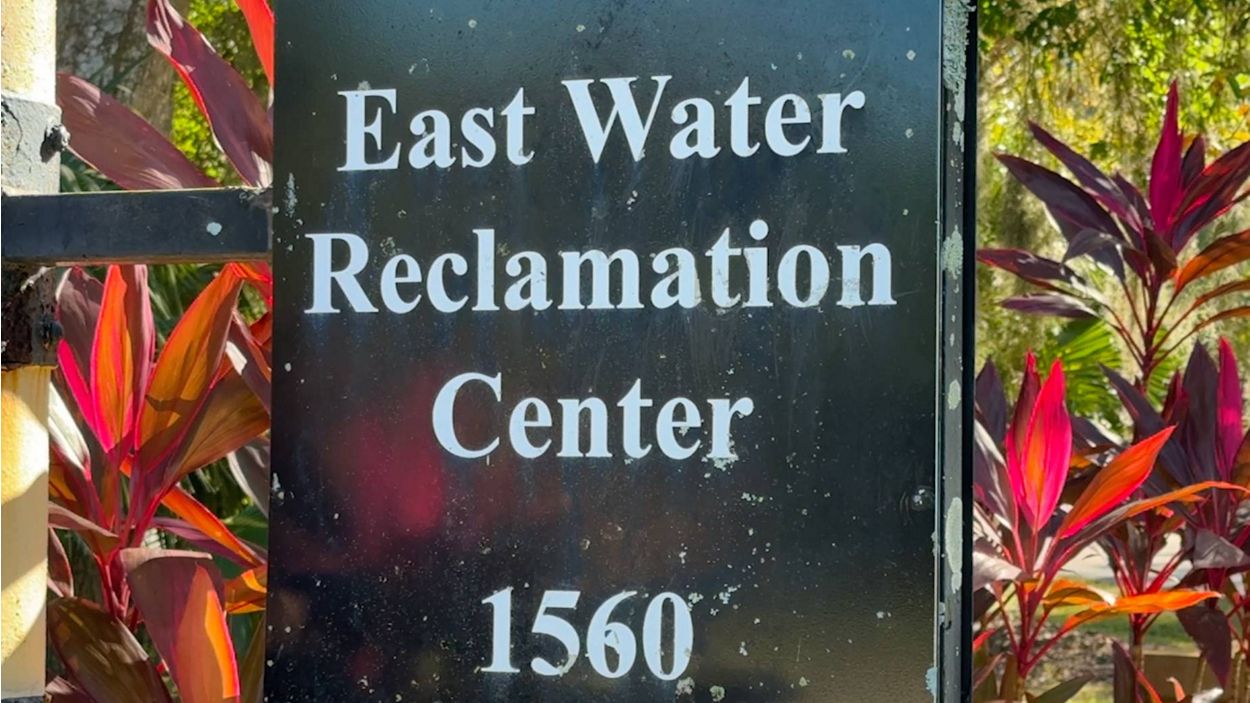 East Water
Reclamation
Center
1560